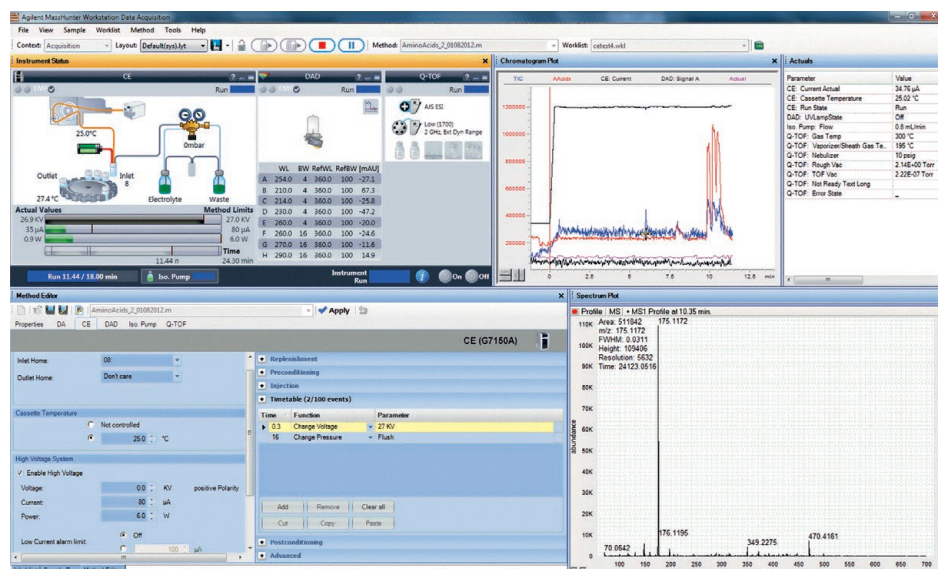 Agilent MassHunter Workstation Data Acquisition
File View Sample Worklist Method Tools Help
Context: Acquisition Layout: Default(sys).lyt Method: AminoAcids_2_01082012.m Worklist: cetest4.wkl
Instrument Status
CE
Run
25.0°C
0mbar
Outlet
Inlet
8
27.4°C
Electrolyte Waste
Actual Values Method Limits
26.9 KV 27.0 KV
35 µA 80 µA
0.9 W 6.0 W
Time
11.44 m 24.30 min
DAD
Run
WL BW RefWL RefBW [mAU]
A 254.0 4 360.0 100 -27.1
B 210.0 4 360.0 100 67.3
C 214.0 4 360.0 100 -25.8
D 230.0 4 360.0 100 -47.2
E 260.0 4 360.0 100 -20.0
F 260.0 16 360.0 100 -24.6
G 270.0 16 360.0 100 -11.6
H 290.0 16 360.0 100 14.9
Q-TOF
Run
AJS ESI
Low (1700)
2 GHz, Ext Dyn Range
Run 11.44 / 18.00 min Iso. Pump Instrument Run On Off
Chromatogram Plot
TIC AAcids CE: Current DAD: Signal A Actual
1200000
1000000
800000
600000
400000
200000
0 2.5 5 7.5 10 12.5 min
Actuals
Parameter Value
CE: Current Actual 34.76 µA
CE: Cassette Temperature 25.02 °C
CE: Run State Run
DAD: UVLampState Off
Iso. Pump: Flow 0.8 mL/min
Q-TOF: Gas Temp 300 °C
Q-TOF: Vaporizer/Sheath Gas Te.. 195 °C
Q-TOF: Nebulizer 10 psig
Q-TOF: Rough Vac 2.14E+00 Torr
Q-TOF: TOF Vac 2.22E-07 Torr
Q-TOF: Not Ready Text Long
Q-TOF: Error State _
Method Editor
AminoAcids_2_01082012.m Apply
Properties DA CE DAD Iso. Pump Q-TOF
CE (G7150A)
Inlet Home: 08:
Outlet Home: Don't care
Cassette Temperature
Not controlled
25.0 °C
High Voltage System
Enable High Voltage
Voltage: 0.0 KV positive Polarity
Current: 80 µA
Power: 6.0 W
Low Current alarm limit: Off
100 µA
Replenishment
Preconditioning
Injection
Timetable (2/100 events)
Time Function Parameter
0.3 Change Voltage 27 KV
16 Change Pressure Flush
Add Remove Clear all
Cut Copy Paste
Postconditioning
Advanced
Spectrum Plot
Profile MS + MS1 Profile at 10.35 min.
Area: 511842
m/z: 175.1172
FWHM: 0.0311
Height: 109406
Resolution: 5632
Time: 24123.0516
175.1172
176.1195
70.0642
349.2275
470.4161
abundance
110K
100K
90K
80K
70K
60K
50K
40K
30K
20K
10K
0
100 150 200 250 300 350 400 450 500 550 600 650 700